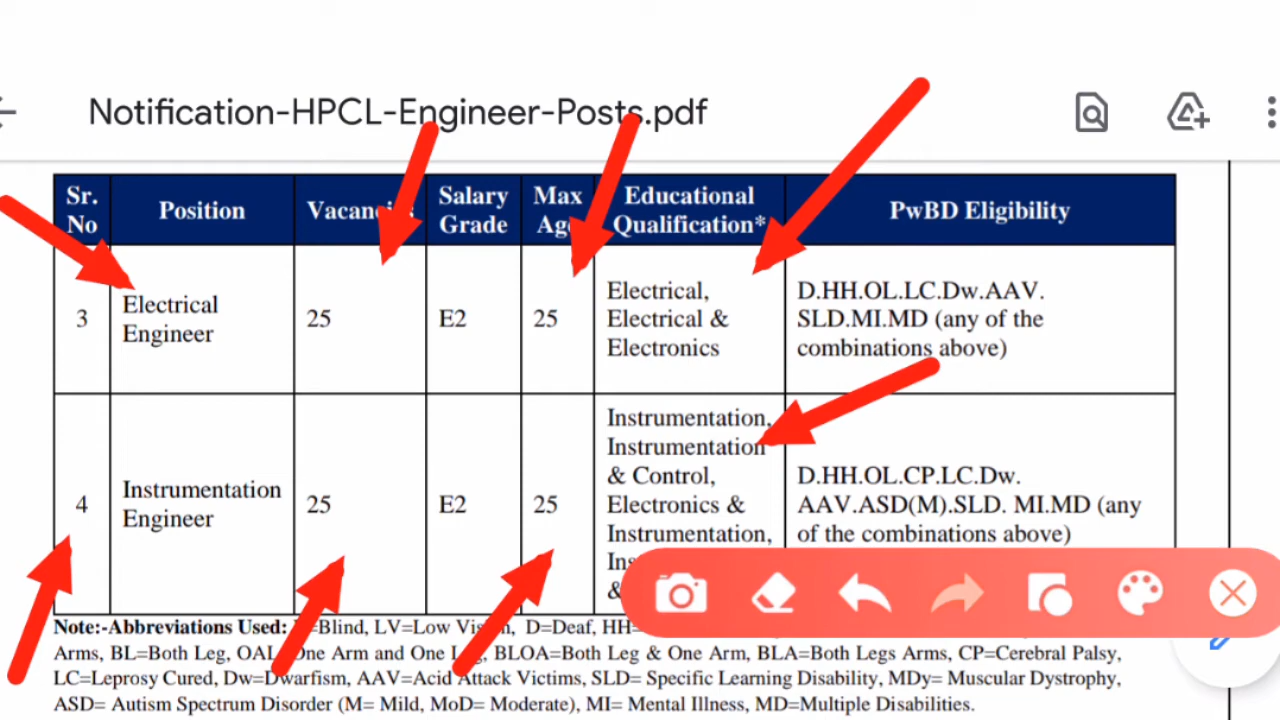 Notification-HPCL-Engineer-Posts.pdf
Sr. No
Position
Salary Grade
Max
Educational Qualification*
PwBD Eligibility
3
Electrical Engineer
25
E2
25
Electrical,
Electrical &
Electronics
D.HH.OL.LC.Dw.AAV.
SLD.MI.MD (any of the
combinations above)
4
Instrumentation Engineer
25
E2
25
Instrumentation,
Instrumentation
& Control,
Electronics &
Instrumentation,
&
D.HH.OL.CP.LC.Dw.
AAV.ASD(M).SLD. MI.MD (any
of the combinations above)
Note:-Abbreviations Used: =Blind, LV=Low Vision, D=Deaf, HH=
Arms, BL=Both Leg, OAL One Arm and One Leg, BLOA=Both Leg & One Arm, BLA=Both Legs Arms, CP=Cerebral Palsy,
LC=Leprosy Cured, Dw=Dwarfism, AAV=Acid Attack Victims, SLD= Specific Learning Disability, MDy= Muscular Dystrophy,
ASD= Autism Spectrum Disorder (M= Mild, MoD= Moderate), MI= Mental Illness, MD=Multiple Disabilities.